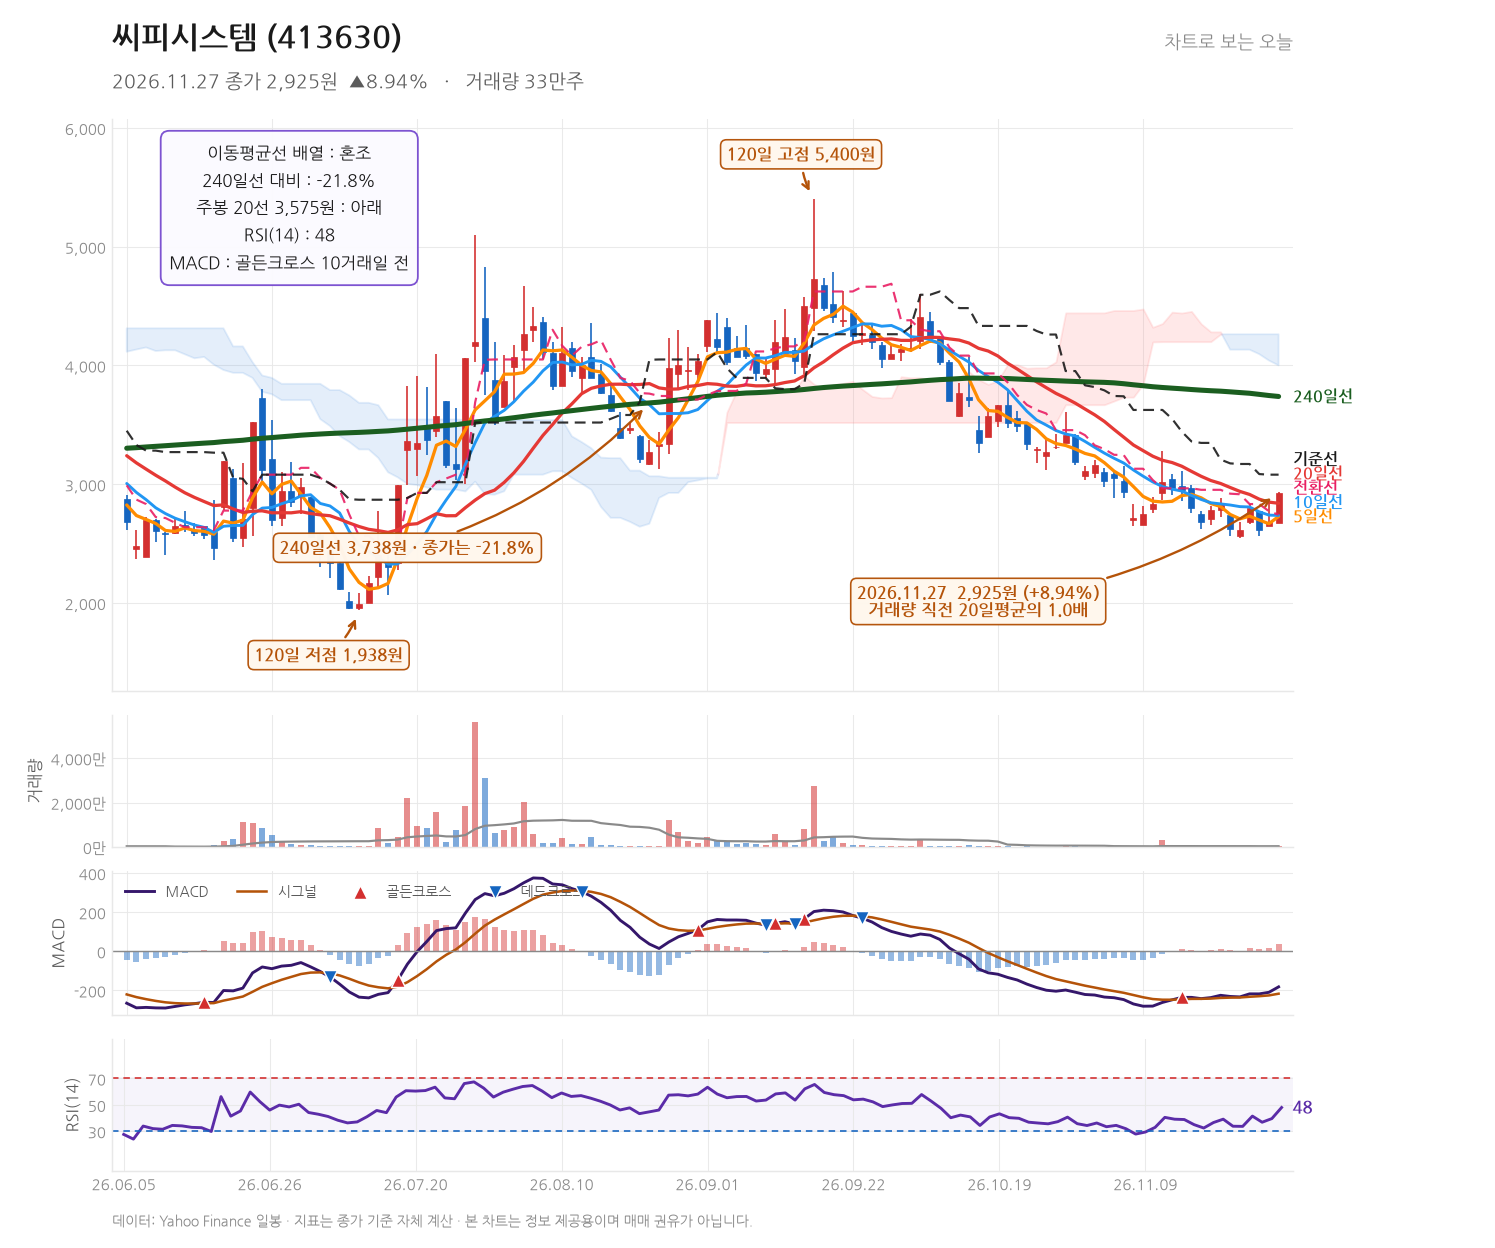 씨피시스템 (413630)
차트로 보는 오늘
2026.11.27 종가 2,925원 ▲8.94% · 거래량 33만주
6,000
5,000
4,000
3,000
2,000
이동평균선 배열 : 혼조
240일선 대비 : -21.8%
주봉 20선 3,575원 : 아래
RSI(14) : 48
MACD : 골든크로스 10거래일 전
120일 고점 5,400원
240일선 3,738원 · 종가는 -21.8%
120일 저점 1,938원
2026.11.27 2,925원 (+8.94%)
거래량 직전 20일평균의 1.0배
240일선
기준선
20일선
전환선
10일선
5일선
거래량
4,000만
2,000만
0만
MACD
400
200
0
-200
MACD
시그널
골든크로스
데드크로스
RSI(14)
70
50
30
48
26.06.05
26.06.26
26.07.20
26.08.10
26.09.01
26.09.22
26.10.19
26.11.09
데이터: Yahoo Finance 일봉 · 지표는 종가 기준 자체 계산 · 본 차트는 정보 제공용이며 매매 권유가 아닙니다.